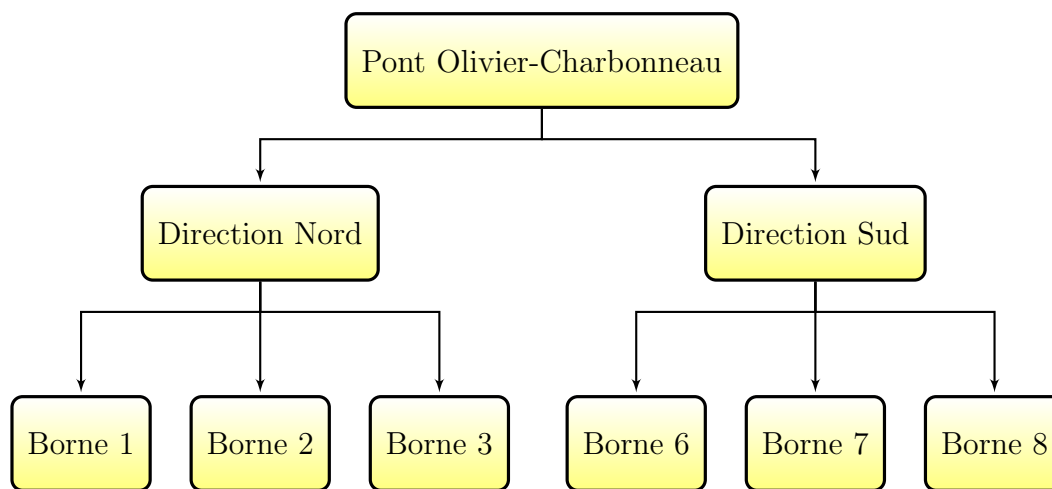 Pont Olivier-Charbonneau
Direction Nord
Direction Sud
Borne 1
Borne 2
Borne 3
Borne 6
Borne 7
Borne 8